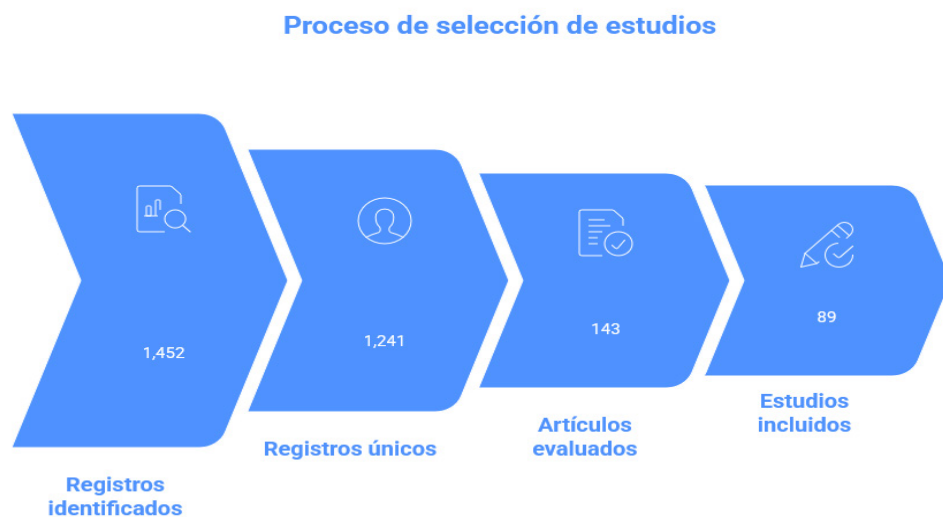 Proceso de selección de estudios
1,452
1,241
143
89
Registros
identificados
Registros únicos
Artículos
evaluados
Estudios
incluidos